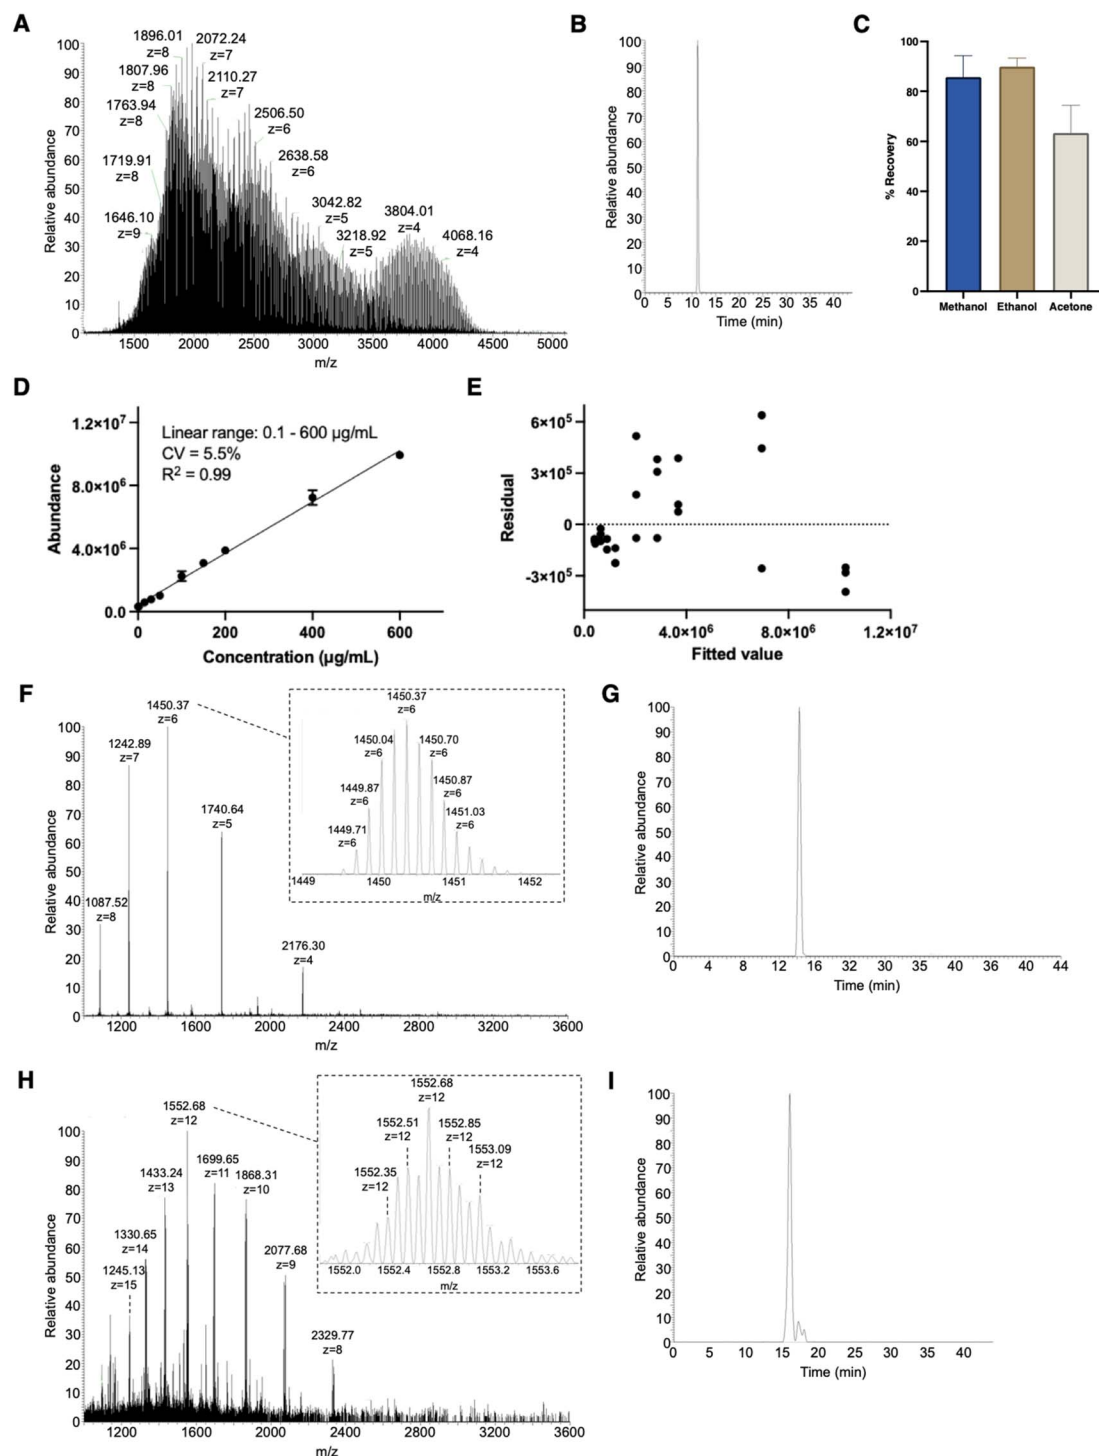 A
1896.01
z=8
2072.24
z=7
1807.96
z=8
2110.27
z=7
1763.94
z=8
2506.50
z=6
1719.91
z=8
2638.58
z=6
1646.10
z=9
3042.82
z=5
3804.01
z=4
3218.92
z=5
4068.16
z=4
100
90
80
70
60
50
40
30
20
10
0
Relative abundance
1500 2000 2500 3000 3500 4000 4500 5000
m/z
B
100
90
80
70
60
50
40
30
20
10
0
Relative abundance
0 5 10 15 20 25 30 35 40
Time (min)
C
100
80
60
40
20
0
% Recovery
Methanol Ethanol Acetone
D
1.2×10⁷
8.0×10⁶
4.0×10⁶
0.0
Abundance
Linear range: 0.1 - 600 µg/mL
CV = 5.5%
R² = 0.99
0 200 400 600
Concentration (µg/mL)
E
6×10⁵
3×10⁵
0
-3×10⁵
Residual
0.0 4.0×10⁶ 8.0×10⁶ 1.2×10⁷
Fitted value
F
1450.37
z=6
1242.89
z=7
1740.64
z=5
1087.52
z=8
2176.30
z=4
100
90
80
70
60
50
40
30
20
10
0
Relative abundance
1200 1600 2000 2400 2800 3200 3600
m/z
1450.37
z=6
1450.04
z=6
1450.70
z=6
1449.87
z=6
1450.87
z=6
1449.71
z=6
1451.03
z=6
1449 1450 1451 1452
m/z
G
100
90
80
70
60
50
40
30
20
10
0
Relative abundance
0 4 8 12 16 32 30 35 40 36 40 44
Time (min)
H
1552.68
z=12
1433.24
z=13
1699.65
z=11
1868.31
z=10
1330.65
z=14
1245.13
z=15
2077.68
z=9
2329.77
z=8
100
90
80
70
60
50
40
30
20
10
0
Relative abundance
1200 1600 2000 2400 2800 3200 3600
m/z
1552.68
z=12
1552.51
z=12
1552.85
z=12
1553.09
z=12
1552.35
z=12
1552.0 1552.4 1552.8 1553.2 1553.6
m/z
I
100
90
80
70
60
50
40
30
20
10
0
Relative abundance
0 5 10 15 20 25 30 35 40
Time (min)